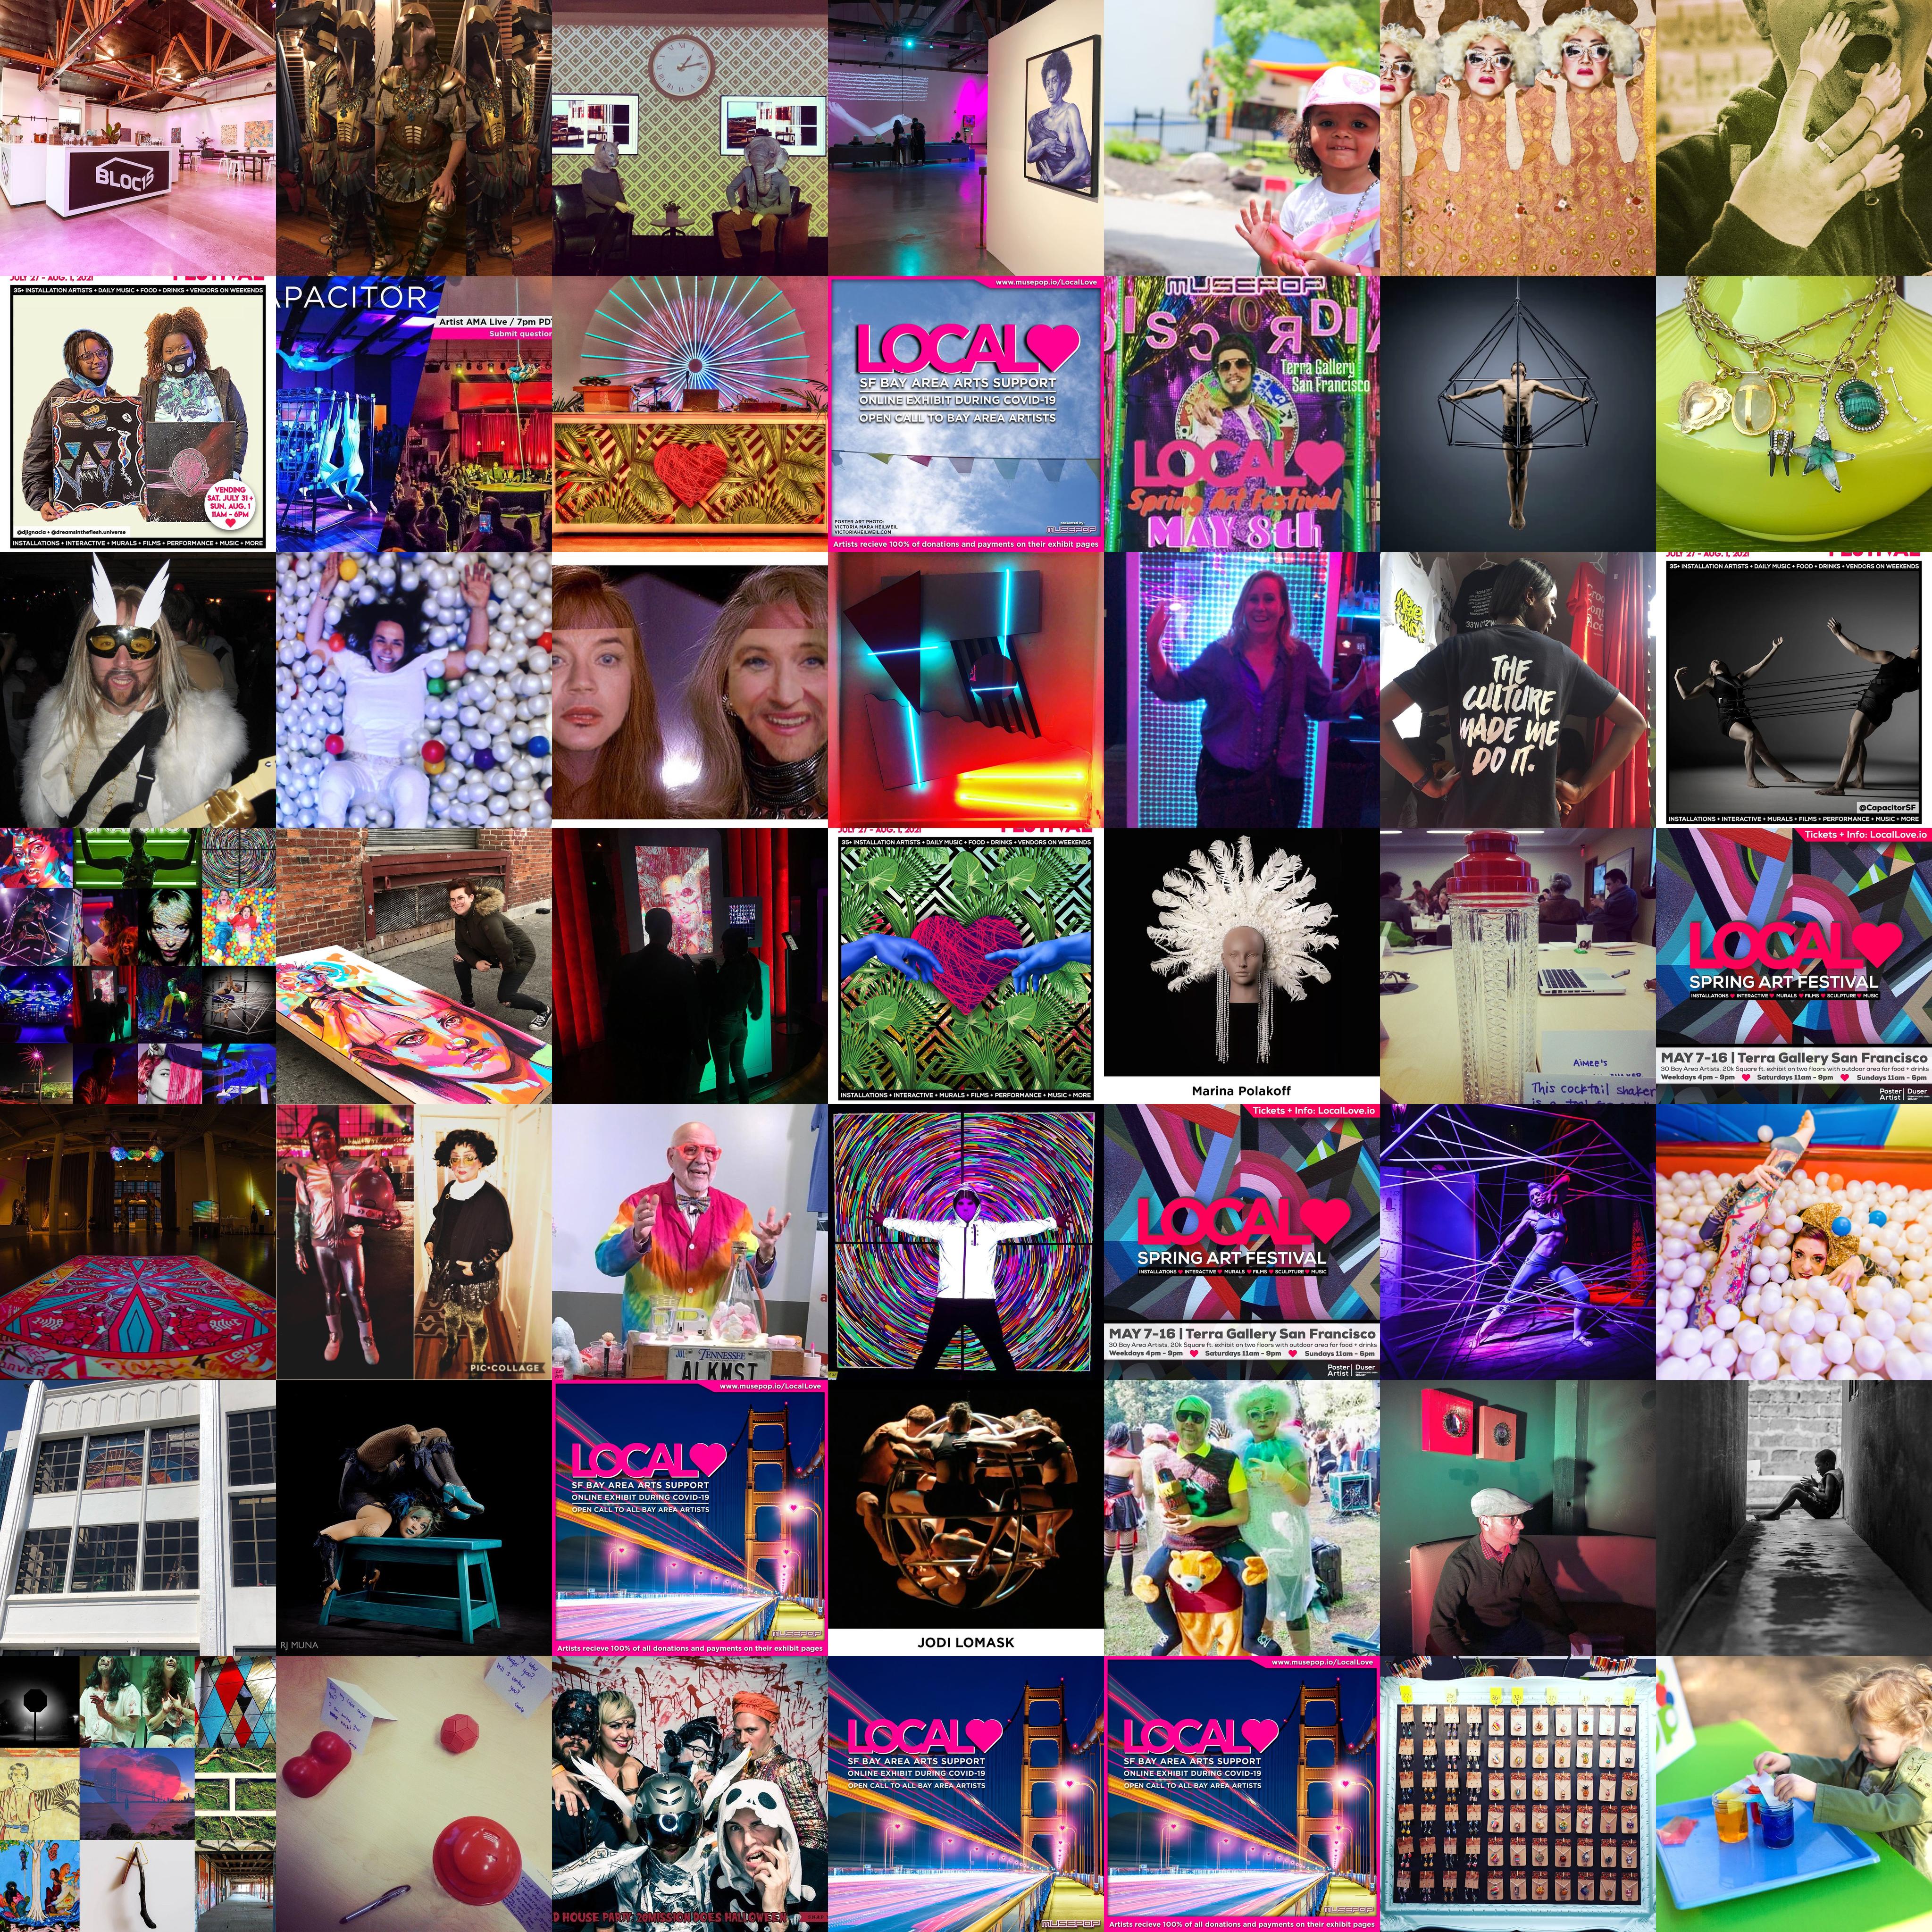 BLOC15
JULY 27 - AUG. 1, 2021
FESTIVAL
35+ INSTALLATION ARTISTS + DAILY MUSIC + FOOD + DRINKS + VENDORS ON WEEKENDS
VENDING
SAT. JULY 31 +
SUN. AUG. 1
11AM - 6PM
@djignacia + @dreamsintheflesh.universe
INSTALLATIONS + INTERACTIVE + MURALS + FILMS + PERFORMANCE + MUSIC + MORE
APACITOR
Artist AMA Live / 7pm PDT
Submit question
www.musepop.io/LocalLove
LOCAL
SF BAY AREA ARTS SUPPORT
ONLINE EXHIBIT DURING COVID-19
OPEN CALL TO BAY AREA ARTISTS
POSTER ART PHOTO:
VICTORIA MARA HEILWEIL
VICTORIAHEILWEIL.COM
presented by:
MUSEPOP
Artists recieve 100% of donations and payments on their exhibit pages
MUSEPOP
Terra Gallery
San Francisco
LOCAL
Spring Art Festival
MAY 8th
THE
CULTURE
MADE ME
DO IT.
JULY 27 - AUG. 1, 2021
FESTIVAL
35+ INSTALLATION ARTISTS + DAILY MUSIC + FOOD + DRINKS + VENDORS ON WEEKENDS
@CapacitorSF
INSTALLATIONS + INTERACTIVE + MURALS + FILMS + PERFORMANCE + MUSIC + MORE
JULY 27 - AUG. 1, 2021
FESTIVAL
35+ INSTALLATION ARTISTS + DAILY MUSIC + FOOD + DRINKS + VENDORS ON WEEKENDS
INSTALLATIONS + INTERACTIVE + MURALS + FILMS + PERFORMANCE + MUSIC + MORE
Marina Polakoff
Aimee's
This cocktail shaker
Tickets + Info: LocalLove.io
LOCAL
SPRING ART FESTIVAL
INSTALLATIONS INTERACTIVE MURALS FILMS SCULPTURE MUSIC
MAY 7-16 | Terra Gallery San Francisco
30 Bay Area Artists, 20k Square ft. exhibit on two floors with outdoor area for food + drinks
Weekdays 4pm - 9pm Saturdays 11am - 9pm Sundays 11am - 6pm
Poster Artist | Duser
PIC•COLLAGE
TENNESSEE
ALKMST
Tickets + Info: LocalLove.io
LOCAL
SPRING ART FESTIVAL
INSTALLATIONS INTERACTIVE MURALS FILMS SCULPTURE MUSIC
MAY 7-16 | Terra Gallery San Francisco
30 Bay Area Artists, 20k Square ft. exhibit on two floors with outdoor area for food + drinks
Weekdays 4pm - 9pm Saturdays 11am - 9pm Sundays 11am - 6pm
Poster Artist | Duser
RJ MUNA
www.musepop.io/LocalLove
LOCAL
SF BAY AREA ARTS SUPPORT
ONLINE EXHIBIT DURING COVID-19
OPEN CALL TO ALL BAY AREA ARTISTS
MUSEPOP
Artists recieve 100% of all donations and payments on their exhibit pages
JODI LOMASK
D HOUSE PARTY 20MISSION DOES HALLOWEEN
LOCAL
SF BAY AREA ARTS SUPPORT
ONLINE EXHIBIT DURING COVID-19
OPEN CALL TO ALL BAY AREA ARTISTS
MUSEPOP
www.musepop.io/LocalLove
LOCAL
SF BAY AREA ARTS SUPPORT
ONLINE EXHIBIT DURING COVID-19
OPEN CALL TO ALL BAY AREA ARTISTS
MUSEPOP
Artists recieve 100% of all donations and payments on their exhibit pages